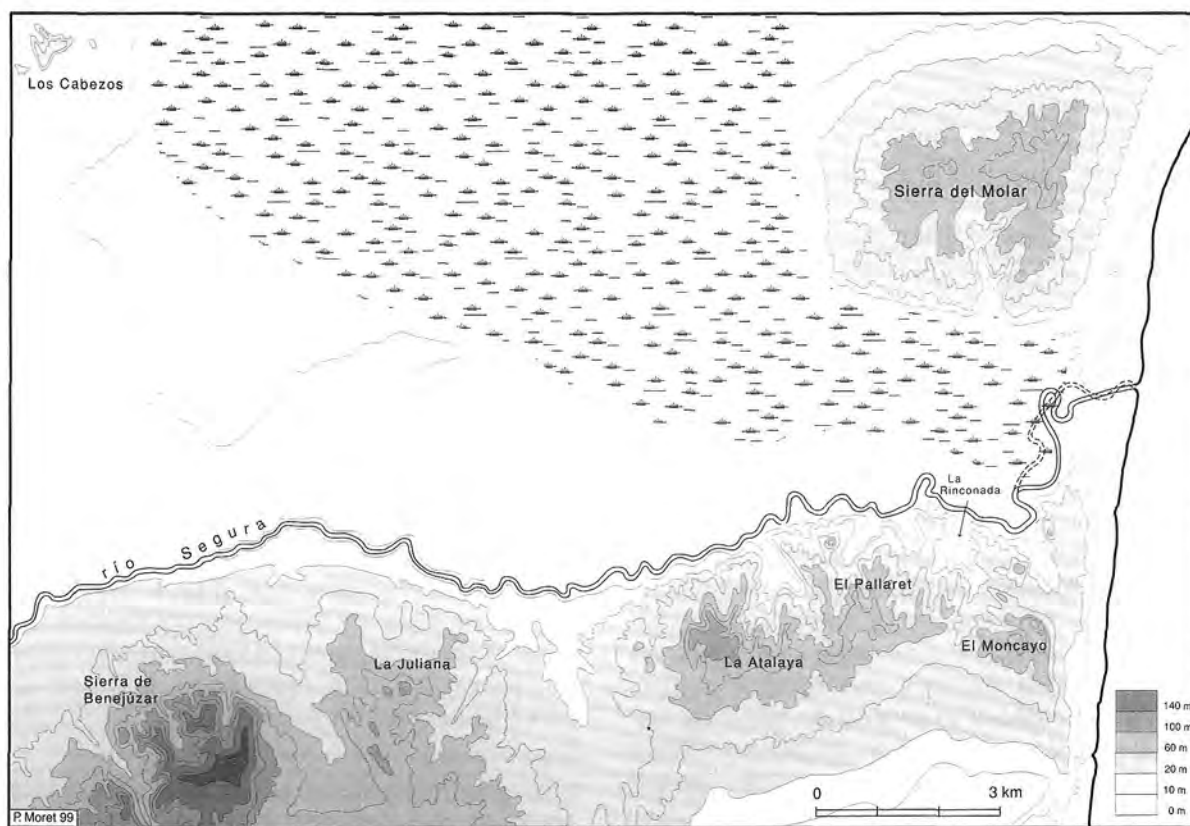 Los Cabezos
Sierra del Molar
La
Rinconada
río Segura
El Pallaret
El Moncayo
La Atalaya
La Juliana
Sierra de
Benejúzar
140 m
100 m
60 m
20 m
10 m
0 m
0 3 km
P. Moret 99